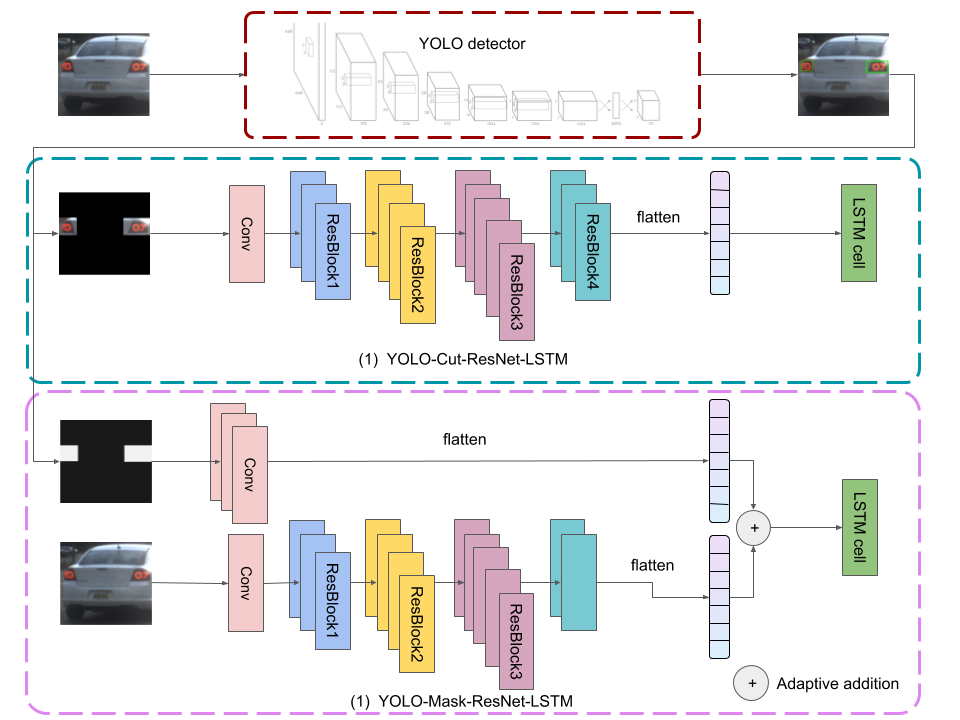 YOLO detector
Conv
ResBlock1
ResBlock2
ResBlock3
ResBlock4
flatten
LSTM cell
(1) YOLO-Cut-ResNet-LSTM
Conv
flatten
Conv
ResBlock1
ResBlock2
ResBlock3
flatten
+
LSTM cell
+ Adaptive addition
(1) YOLO-Mask-ResNet-LSTM